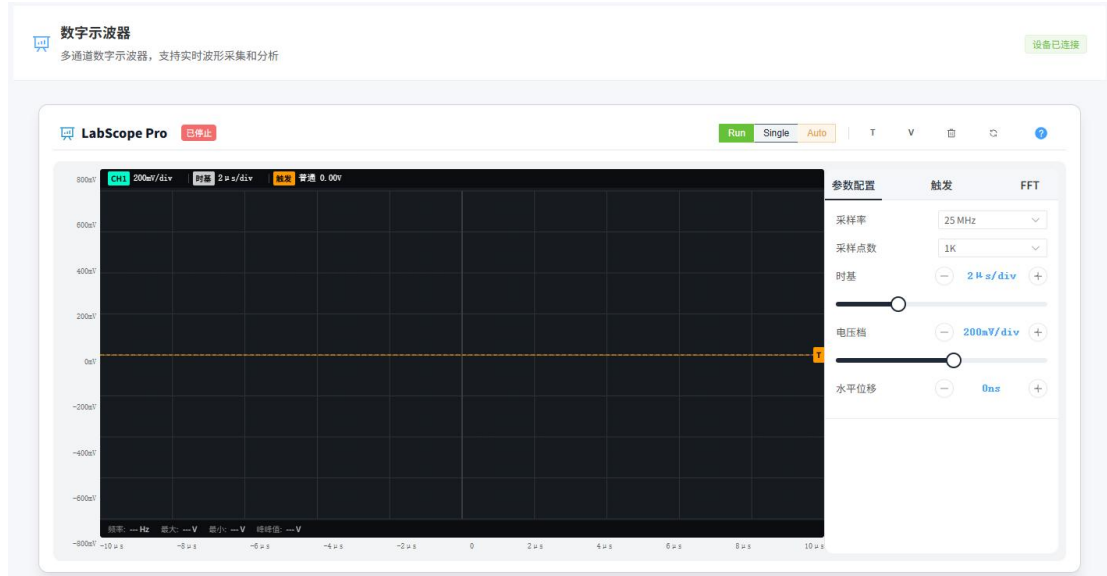 数字示波器
多通道数字示波器，支持实时波形采集和分析
设备已连接
LabScope Pro 已停止
Run Single Auto T V ?
CH1 200mV/div 时基 2μs/div 触发 普通 0.00V
800mV
600mV
400mV
200mV
0mV
-200mV
-400mV
-600mV
-800mV
T
频率: --- Hz 最大: --- V 最小: --- V 峰峰值: --- V
-10μs -8μs -6μs -4μs -2μs 0 2μs 4μs 6μs 8μs 10μs
参数配置 触发 FFT
采样率 25 MHz
采样点数 1K
时基 − 2μs/div +
电压档 − 200mV/div +
水平位移 − 0ns +